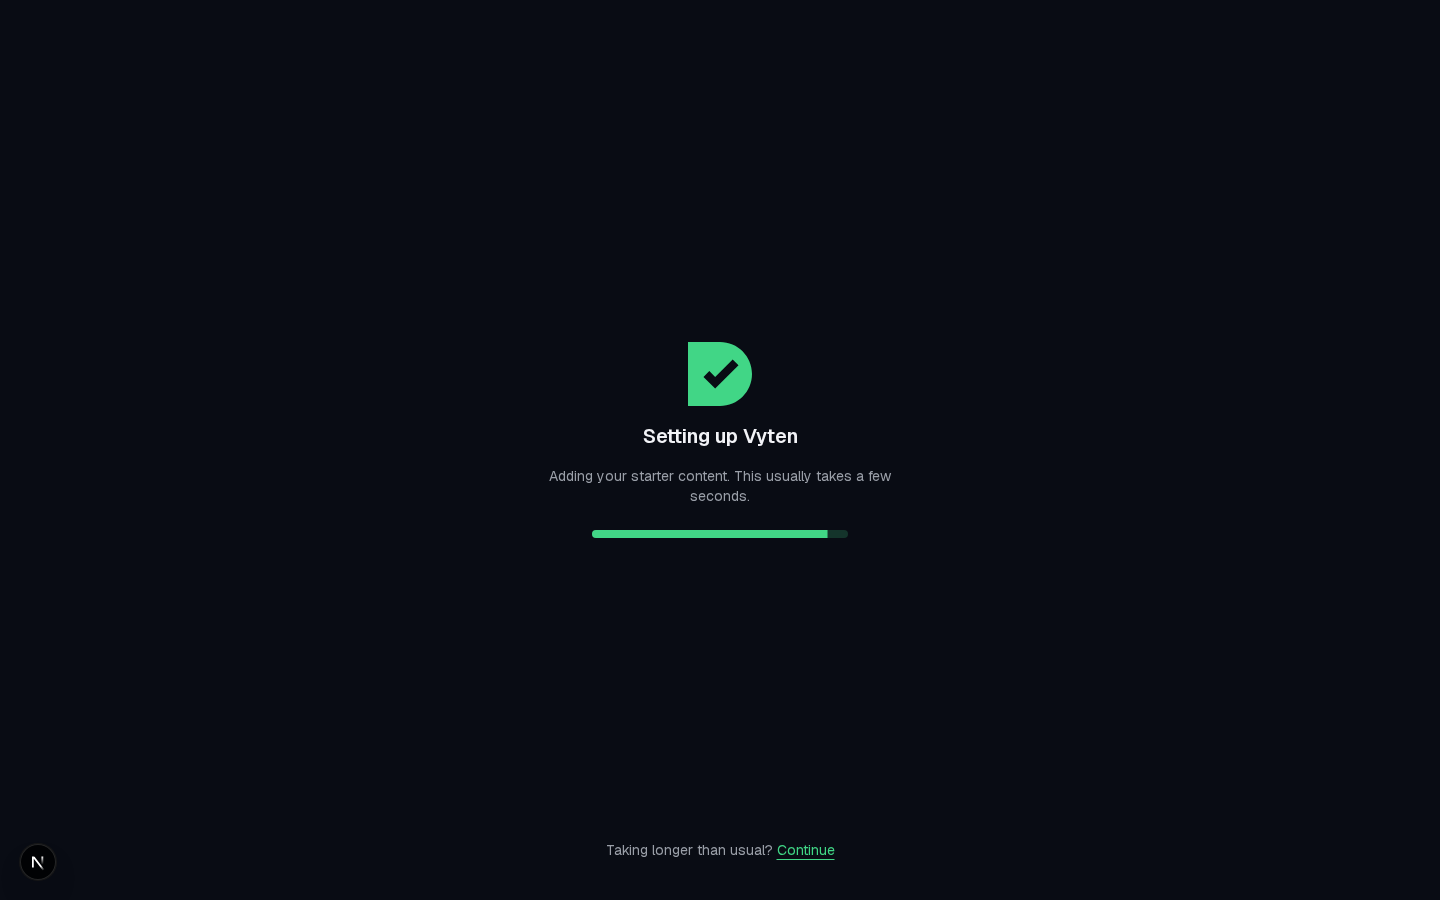 Setting up Vyten
Adding your starter content. This usually takes a few
seconds.
Taking longer than usual? Continue